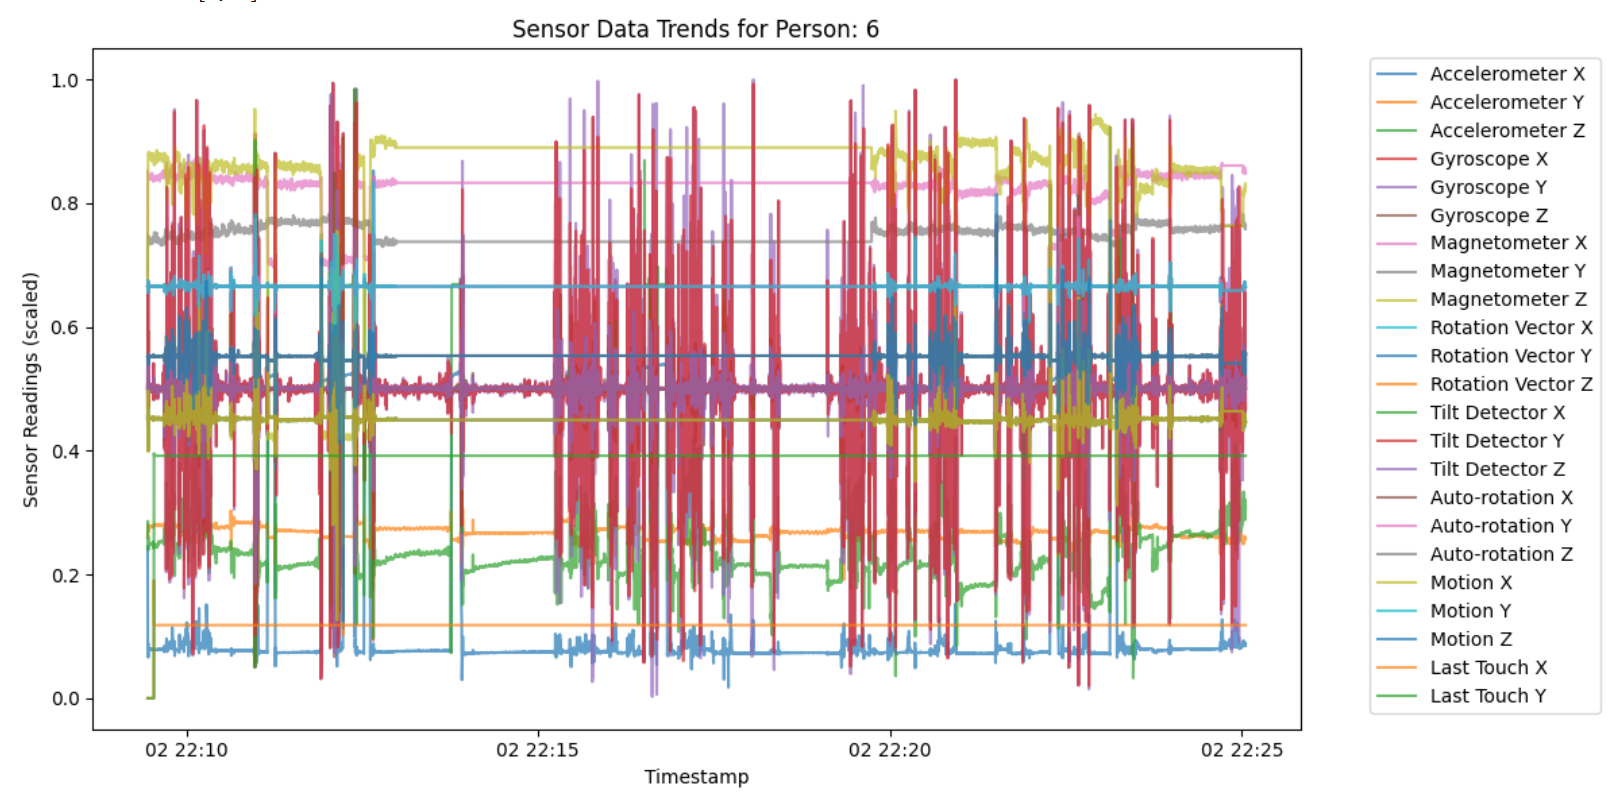 Sensor Data Trends for Person: 6
1.0
0.8
0.6
0.4
0.2
0.0
Sensor Readings (scaled)
02 22:10
02 22:15
02 22:20
02 22:25
Timestamp
Accelerometer X
Accelerometer Y
Accelerometer Z
Gyroscope X
Gyroscope Y
Gyroscope Z
Magnetometer X
Magnetometer Y
Magnetometer Z
Rotation Vector X
Rotation Vector Y
Rotation Vector Z
Tilt Detector X
Tilt Detector Y
Tilt Detector Z
Auto-rotation X
Auto-rotation Y
Auto-rotation Z
Motion X
Motion Y
Motion Z
Last Touch X
Last Touch Y